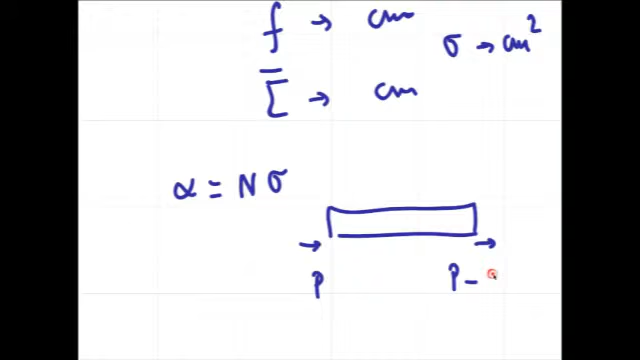 f → cm
σ → cm²
→ cm
α = N σ
→ →
P P -